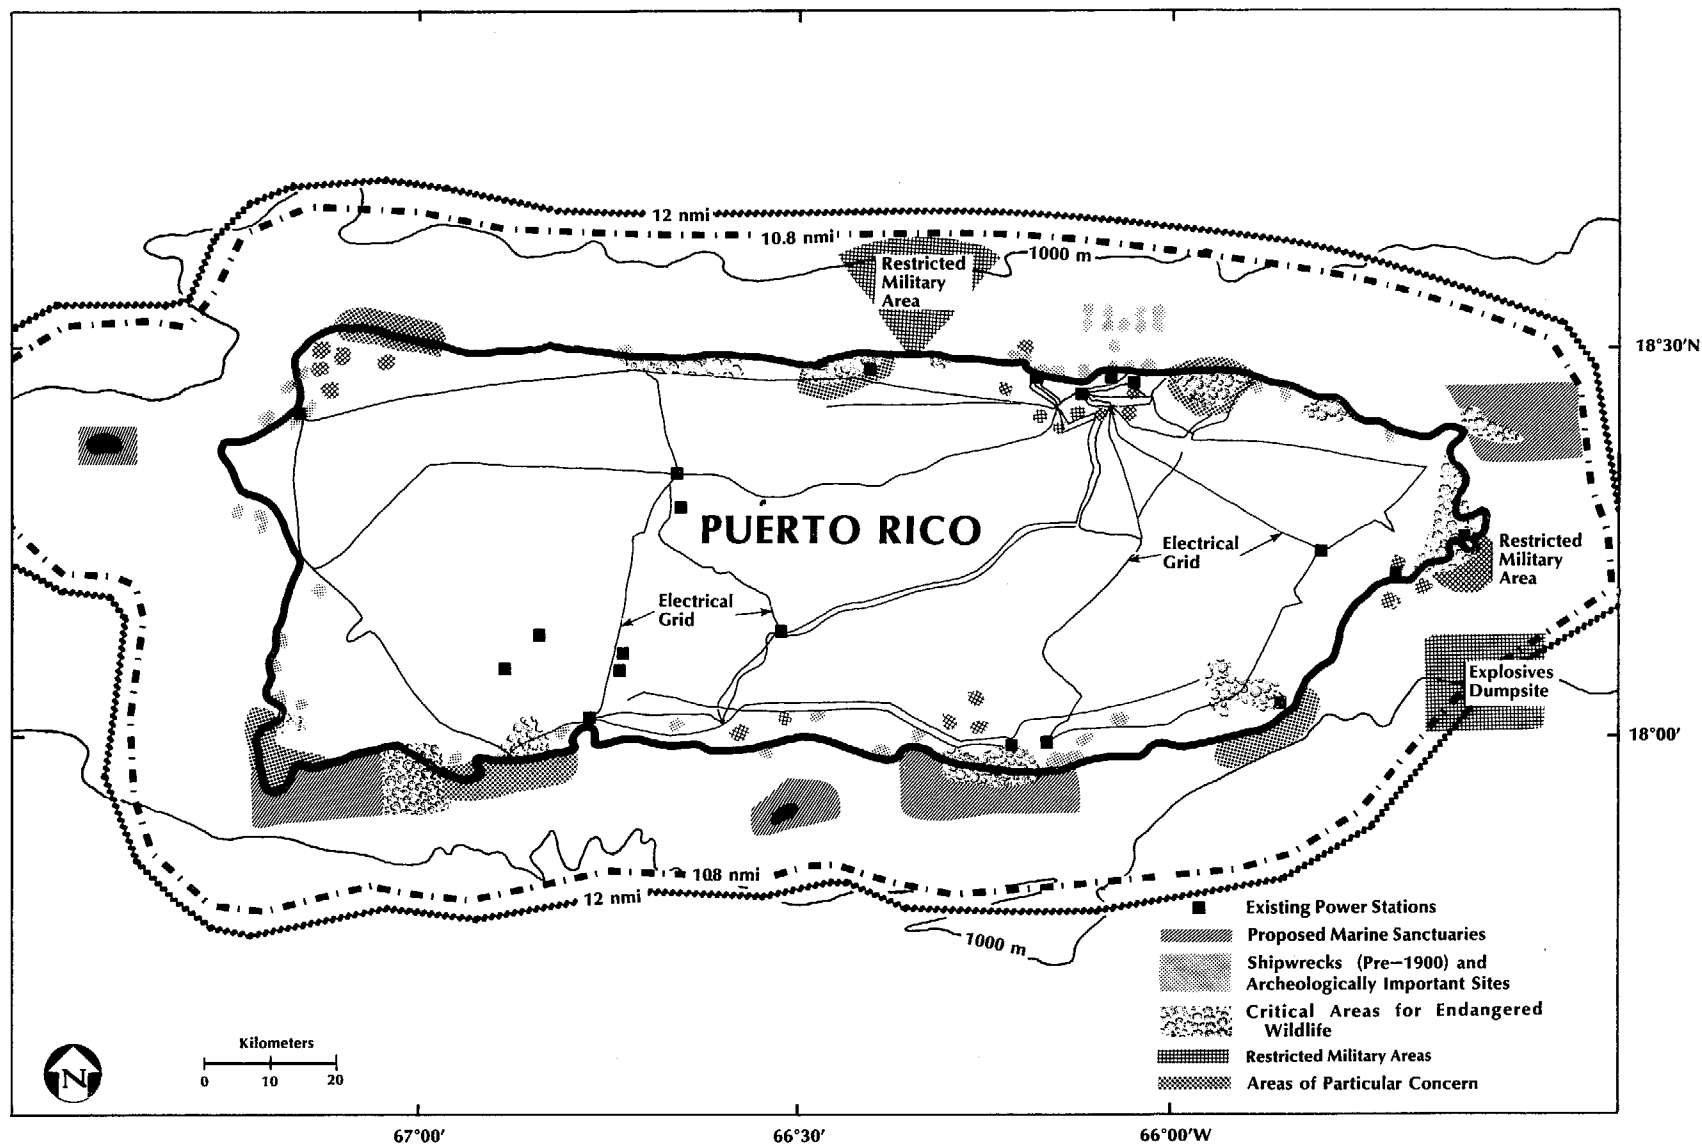 12 nmi
10.8 nmi
1000 m
Restricted
Military
Area
18°30'N
PUERTO RICO
Electrical
Grid
Restricted
Military
Area
Electrical
Grid
Explosives
Dumpsite
18°00'
10.8 nmi
12 nmi
1000 m
Existing Power Stations
Proposed Marine Sanctuaries
Shipwrecks (Pre-1900) and
Archeologically Important Sites
Critical Areas for Endangered
Wildlife
Restricted Military Areas
Areas of Particular Concern
N
Kilometers
0 10 20
67°00' 66°30' 66°00'W